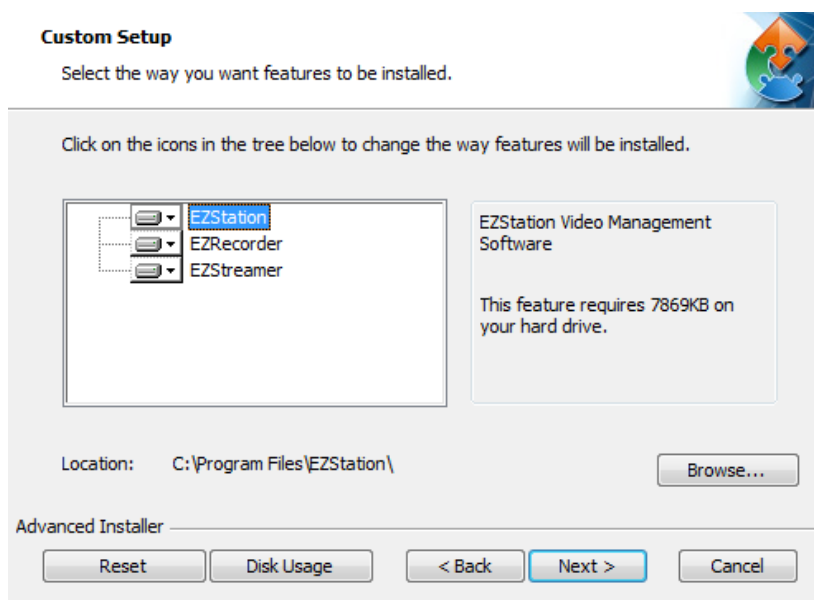 Custom Setup
Select the way you want features to be installed.
Click on the icons in the tree below to change the way features will be installed.
EZStation
EZRecorder
EZStreamer
EZStation Video Management
Software
This feature requires 7869KB on
your hard drive.
Location: C:\Program Files\EZStation\
Browse...
Advanced Installer
Reset Disk Usage < Back Next > Cancel